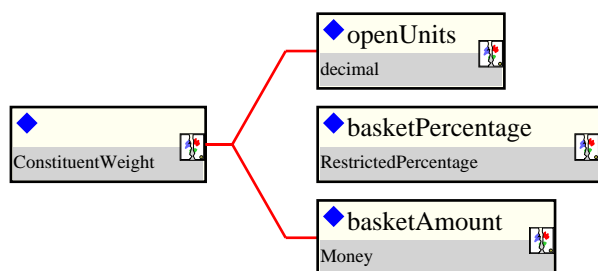 openUnits
decimal
ConstituentWeight
basketPercentage
RestrictedPercentage
basketAmount
Money